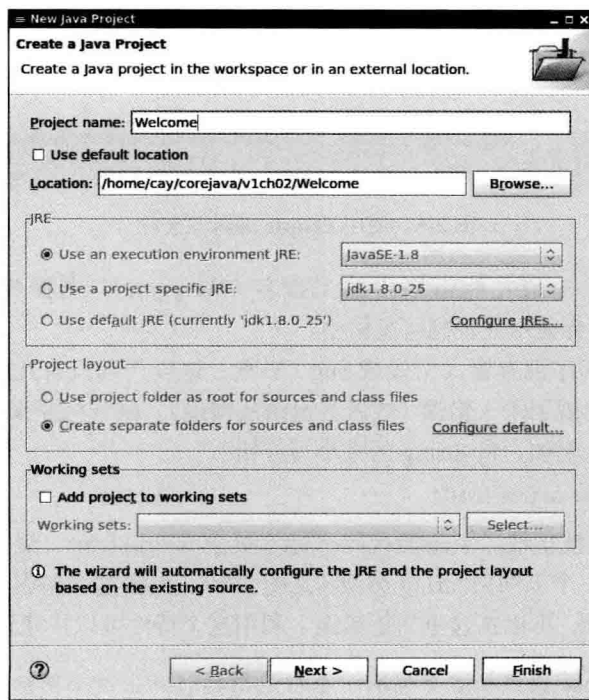 New Java Project
Create a Java Project
Create a Java project in the workspace or in an external location.
Project name: Welcome
Use default location
Location: /home/cay/corejava/v1ch02/Welcome Browse...
JRE
Use an execution environment JRE: JavaSE-1.8
Use a project specific JRE: jdk1.8.0_25
Use default JRE (currently 'jdk1.8.0_25') Configure JREs...
Project layout
Use project folder as root for sources and class files
Create separate folders for sources and class files Configure default...
Working sets
Add project to working sets
Working sets: Select...
The wizard will automatically configure the JRE and the project layout
based on the existing source.
? < Back Next > Cancel Finish